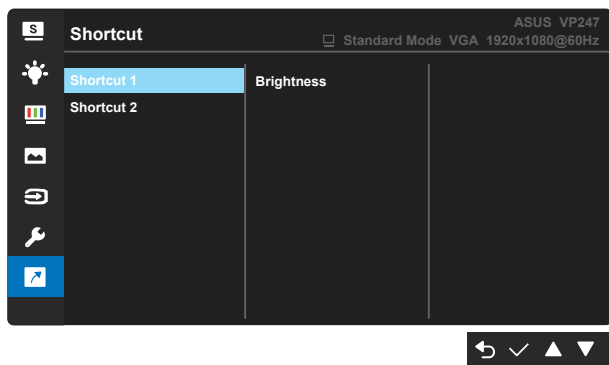 S
Shortcut
ASUS VP247
Standard Mode VGA 1920x1080@60Hz
Shortcut 1
Brightness
Shortcut 2